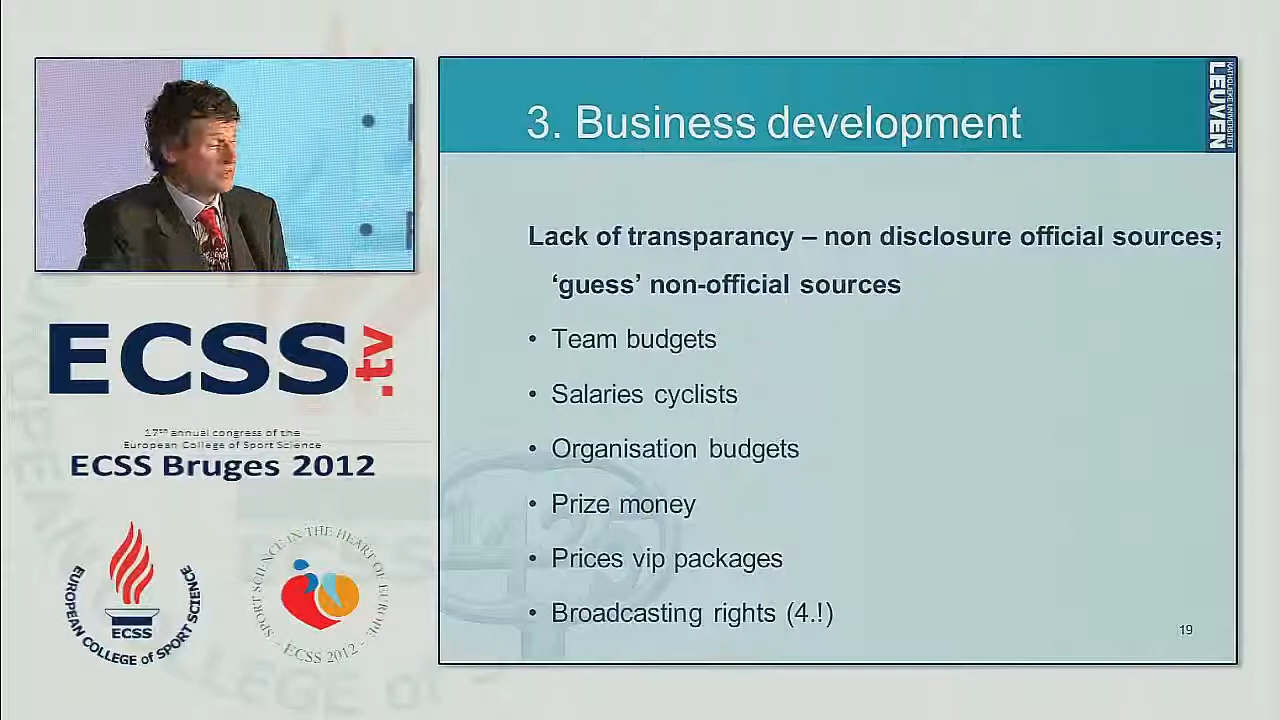 3. Business development
KATHOLIEKE UNIVERSITEIT
LEUVEN
Lack of transparancy – non disclosure official sources;
‘guess’ non-official sources
• Team budgets
• Salaries cyclists
• Organisation budgets
• Prize money
• Prices vip packages
• Broadcasting rights (4.!)
19
ECSS.tv
17th annual congress of the
European College of Sport Science
ECSS Bruges 2012
EUROPEAN COLLEGE of SPORT SCIENCE
ECSS
SPORT SCIENCE IN THE HEART OF EUROPE
- ECSS 2012 -